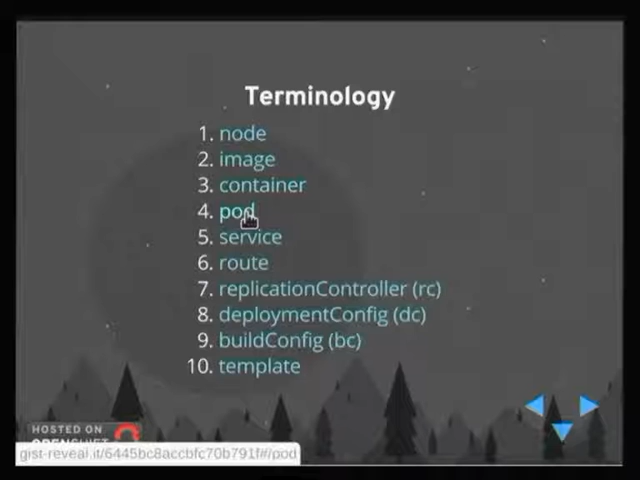 Terminology
1. node
2. image
3. container
4. pod
5. service
6. route
7. replicationController (rc)
8. deploymentConfig (dc)
9. buildConfig (bc)
10. template
HOSTED ON
OPENSHIFT
gist-reveal.it/6445bc8accbfc70b791f#/pod